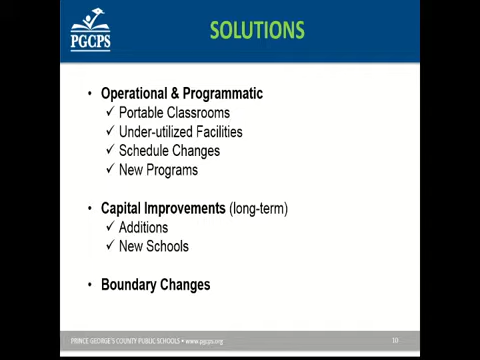 PGCPS
SOLUTIONS
• Operational & Programmatic
✓ Portable Classrooms
✓ Under-utilized Facilities
✓ Schedule Changes
✓ New Programs
• Capital Improvements (long-term)
✓ Additions
✓ New Schools
• Boundary Changes
PRINCE GEORGE'S COUNTY PUBLIC SCHOOLS • www.pgcps.org
10